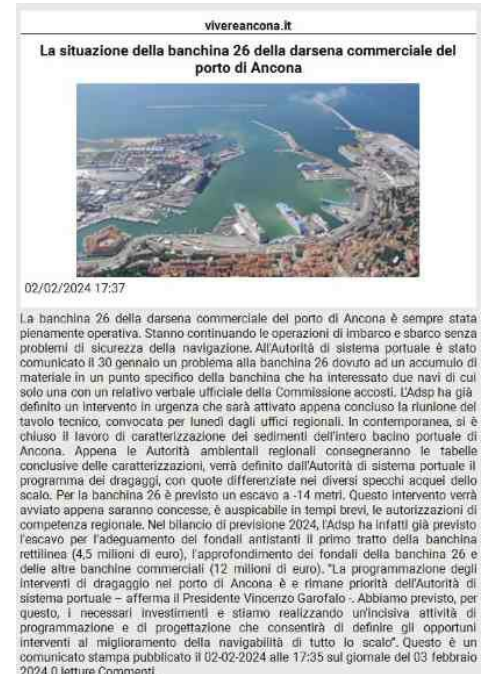 vivereancona.it
La situazione della banchina 26 della darsena commerciale del
porto di Ancona
02/02/2024 17:37
La banchina 26 della darsena commerciale del porto di Ancona è sempre stata
pienamente operativa. Stanno continuando le operazioni di imbarco e sbarco senza
problemi di sicurezza della navigazione. All'Autorità di sistema portuale è stato
comunicato il 30 gennaio un problema alla banchina 26 dovuto ad un accumulo di
materiale in un punto specifico della banchina che ha interessato due navi di cui
solo una con un relativo verbale ufficiale della Commissione accosti. L'Adsp ha già
definito un intervento in urgenza che sarà attivato appena concluso la riunione del
tavolo tecnico, convocata per lunedì dagli uffici regionali. In contemporanea, si è
chiuso il lavoro di caratterizzazione dei sedimenti dell'intero bacino portuale di
Ancona. Appena le Autorità ambientali regionali consegneranno le tabelle
conclusive delle caratterizzazioni, verrà definito dall'Autorità di sistema portuale il
programma dei dragaggi, con quote differenziate nei diversi specchi acquei dello
scalo. Per la banchina 26 è previsto un escavo a -14 metri. Questo intervento verrà
avviato appena saranno concesse, è auspicabile in tempi brevi, le autorizzazioni di
competenza regionale. Nel bilancio di previsione 2024, l'Adsp ha infatti già previsto
l'escavo per l'adeguamento dei fondali antistanti il primo tratto della banchina
rettilinea (4,5 milioni di euro), l'approfondimento dei fondali della banchina 26 e
delle altre banchine commerciali (12 milioni di euro). "La programmazione degli
interventi di dragaggio nel porto di Ancona è e rimane priorità dell'Autorità di
sistema portuale – afferma il Presidente Vincenzo Garofalo -. Abbiamo previsto, per
questo, i necessari investimenti e stiamo realizzando un'incisiva attività di
programmazione e di progettazione che consentirà di definire gli opportuni
interventi al miglioramento della navigabilità di tutto lo scalo". Questo è un
comunicato stampa pubblicato il 02-02-2024 alle 17:35 sul giornale del 03 febbraio
2024 0 letture Commenti